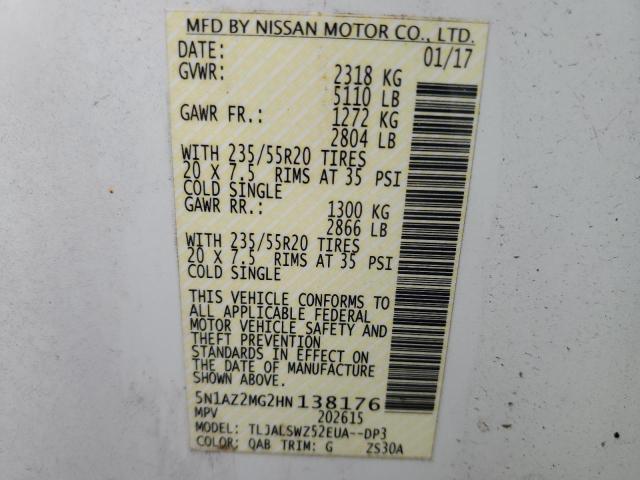 MFD BY NISSAN MOTOR CO., LTD.
DATE: 01/17
GVWR: 2318 KG
5110 LB
GAWR FR.: 1272 KG
2804 LB
WITH 235/55R20 TIRES
20 X 7.5 RIMS AT 35 PSI
COLD SINGLE
GAWR RR.: 1300 KG
2866 LB
WITH 235/55R20 TIRES
20 X 7.5 RIMS AT 35 PSI
COLD SINGLE
THIS VEHICLE CONFORMS TO
ALL APPLICABLE FEDERAL
MOTOR VEHICLE SAFETY AND
THEFT PREVENTION
STANDARDS IN EFFECT ON
THE DATE OF MANUFACTURE
SHOWN ABOVE.
5N1AZ2MG2HN138176
MPV 202615
MODEL: TLJALSWZ52EUA--DP3
COLOR: QAB TRIM: G ZS30A